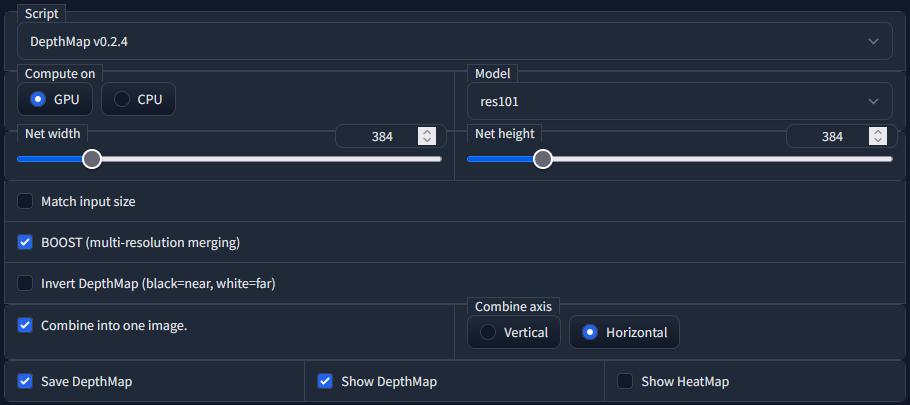 Script
DepthMap v0.2.4
Compute on
GPU CPU
Model
res101
Net width 384
Net height 384
Match input size
BOOST (multi-resolution merging)
Invert DepthMap (black=near, white=far)
Combine into one image.
Combine axis
Vertical Horizontal
Save DepthMap Show DepthMap Show HeatMap